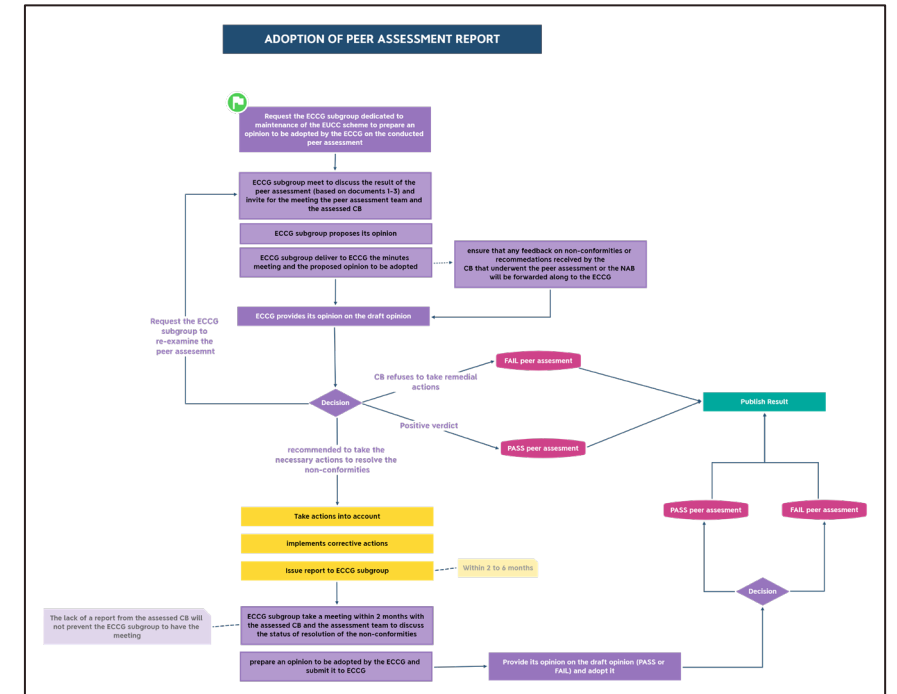 ADOPTION OF PEER ASSESSMENT REPORT
Request the ECCG subgroup dedicated to
maintenance of the EUCC scheme to prepare an
opinion to be adopted by the ECCG on the conducted
peer assessment
ECCG subgroup meet to discuss the result of the
peer assessment (based on documents 1-3) and
invite for the meeting the peer assessment team and
the assessed CB
ECCG subgroup proposes its opinion
ECCG subgroup deliver to ECCG the minutes
meeting and the proposed opinion to be adopted
ensure that any feedback on non-conformities or
recommedations received by the
CB that underwent the peer assessment or the NAB
will be forwarded along to the ECCG
ECCG provides its opinion on the draft opinion
Request the ECCG
subgroup to
re-examine the
peer assesemnt
FAIL peer assesment
CB refuses to take remedial
actions
Decision
Publish Result
Positive verdict
PASS peer assesment
recommended to take the
necessary actions to resolve the
non-conformities
PASS peer assesment
FAIL peer assesment
Take actions into account
implements corrective actions
Issue report to ECCG subgroup
Within 2 to 6 months
Decision
The lack of a report from the assessed CB will
not prevent the ECCG subgroup to have the
meeting
ECCG subgroup take a meeting within 2 months with
the assessed CB and the assessment team to discuss
the status of resolution of the non-conformities
prepare an opinion to be adopted by the ECCG and
submit it to ECCG
Provide its opinion on the draft opinion (PASS or
FAIL) and adopt it